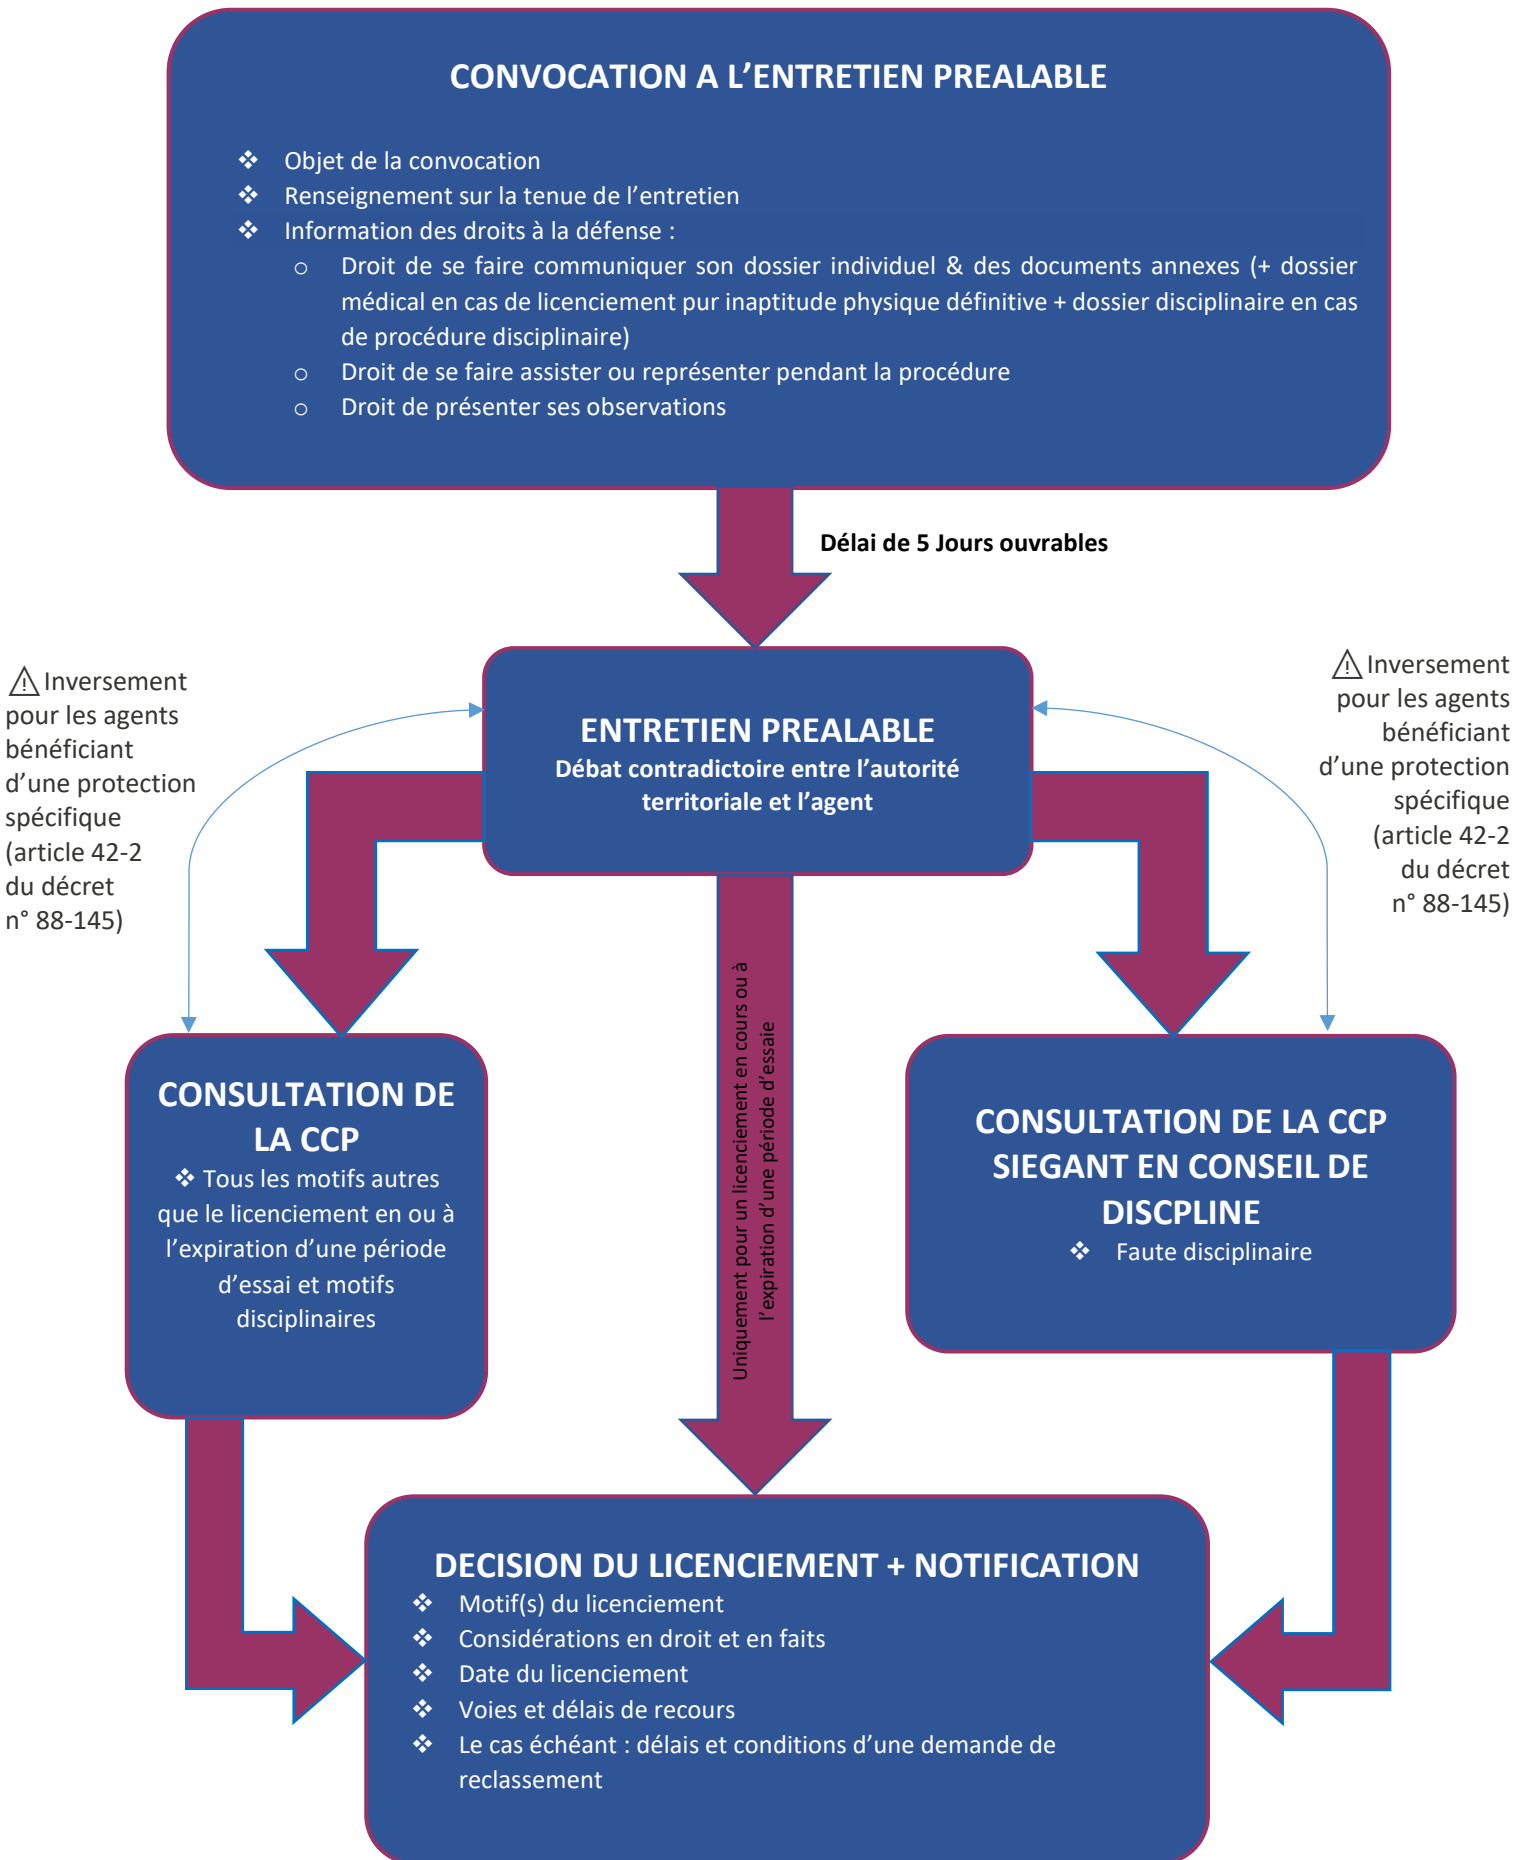 CONVOCATION A L’ENTRETIEN PREALABLE
❖ Objet de la convocation
❖ Renseignement sur la tenue de l’entretien
❖ Information des droits à la défense :
o Droit de se faire communiquer son dossier individuel & des documents annexes (+ dossier
médical en cas de licenciement pur inaptitude physique définitive + dossier disciplinaire en cas
de procédure disciplinaire)
o Droit de se faire assister ou représenter pendant la procédure
o Droit de présenter ses observations
Délai de 5 Jours ouvrables
⚠ Inversement
pour les agents
bénéficiant
d’une protection
spécifique
(article 42-2
du décret
n° 88-145)
ENTRETIEN PREALABLE
Débat contradictoire entre l’autorité
territoriale et l’agent
⚠ Inversement
pour les agents
bénéficiant
d’une protection
spécifique
(article 42-2
du décret
n° 88-145)
CONSULTATION DE
LA CCP
❖ Tous les motifs autres
que le licenciement en ou à
l’expiration d’une période
d’essai et motifs
disciplinaires
Uniquement pour un licenciement en cours ou à
l’expiration d’une période d’essaie
CONSULTATION DE LA CCP
SIEGANT EN CONSEIL DE
DISCPLINE
❖ Faute disciplinaire
DECISION DU LICENCIEMENT + NOTIFICATION
❖ Motif(s) du licenciement
❖ Considérations en droit et en faits
❖ Date du licenciement
❖ Voies et délais de recours
❖ Le cas échéant : délais et conditions d’une demande de
reclassement